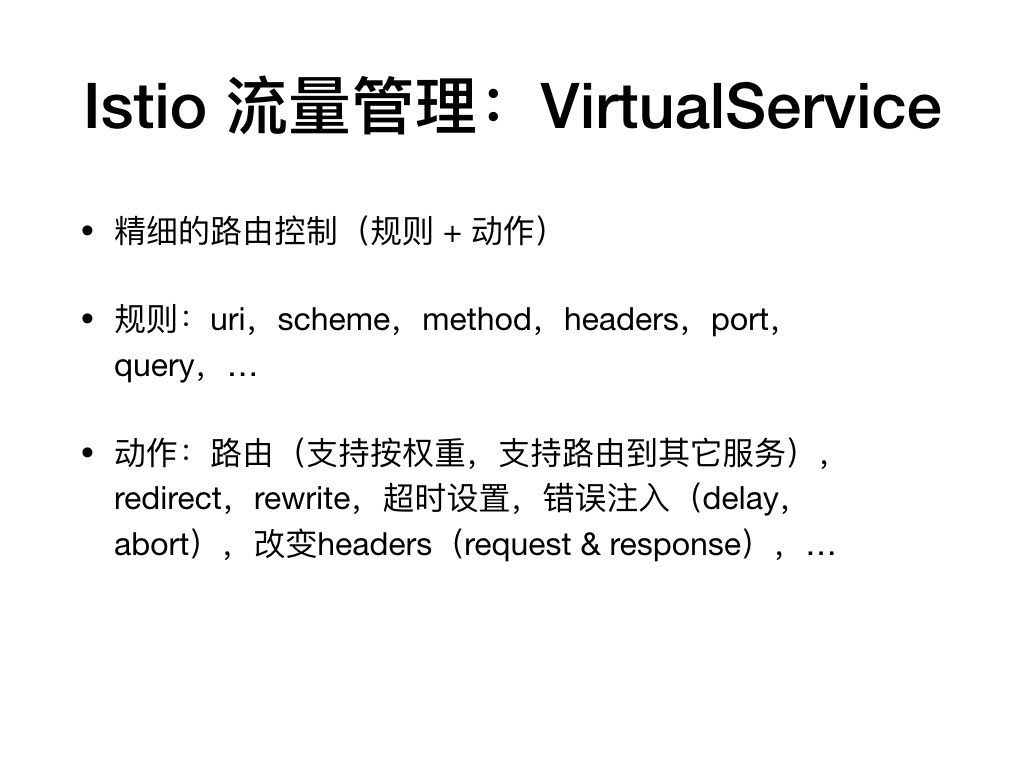 Istio 流量管理：VirtualService
• 精细的路由控制（规则 + 动作）
• 规则：uri，scheme，method，headers，port，
query，…
• 动作：路由（支持按权重，支持路由到其它服务），
redirect，rewrite，超时设置，错误注入（delay，
abort），改变headers（request & response），…